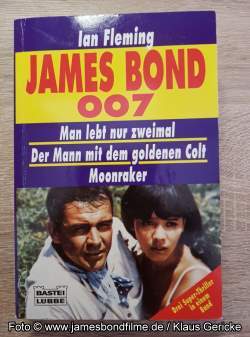 Ian Fleming
JAMES BOND
007
Man lebt nur zweimal
Der Mann mit dem goldenen Colt
Moonraker
Drei Super-Thriller
in einem
Band
BASTEI
LÜBBE
Foto © www.jamesbondfilme.de / Klaus Gericke